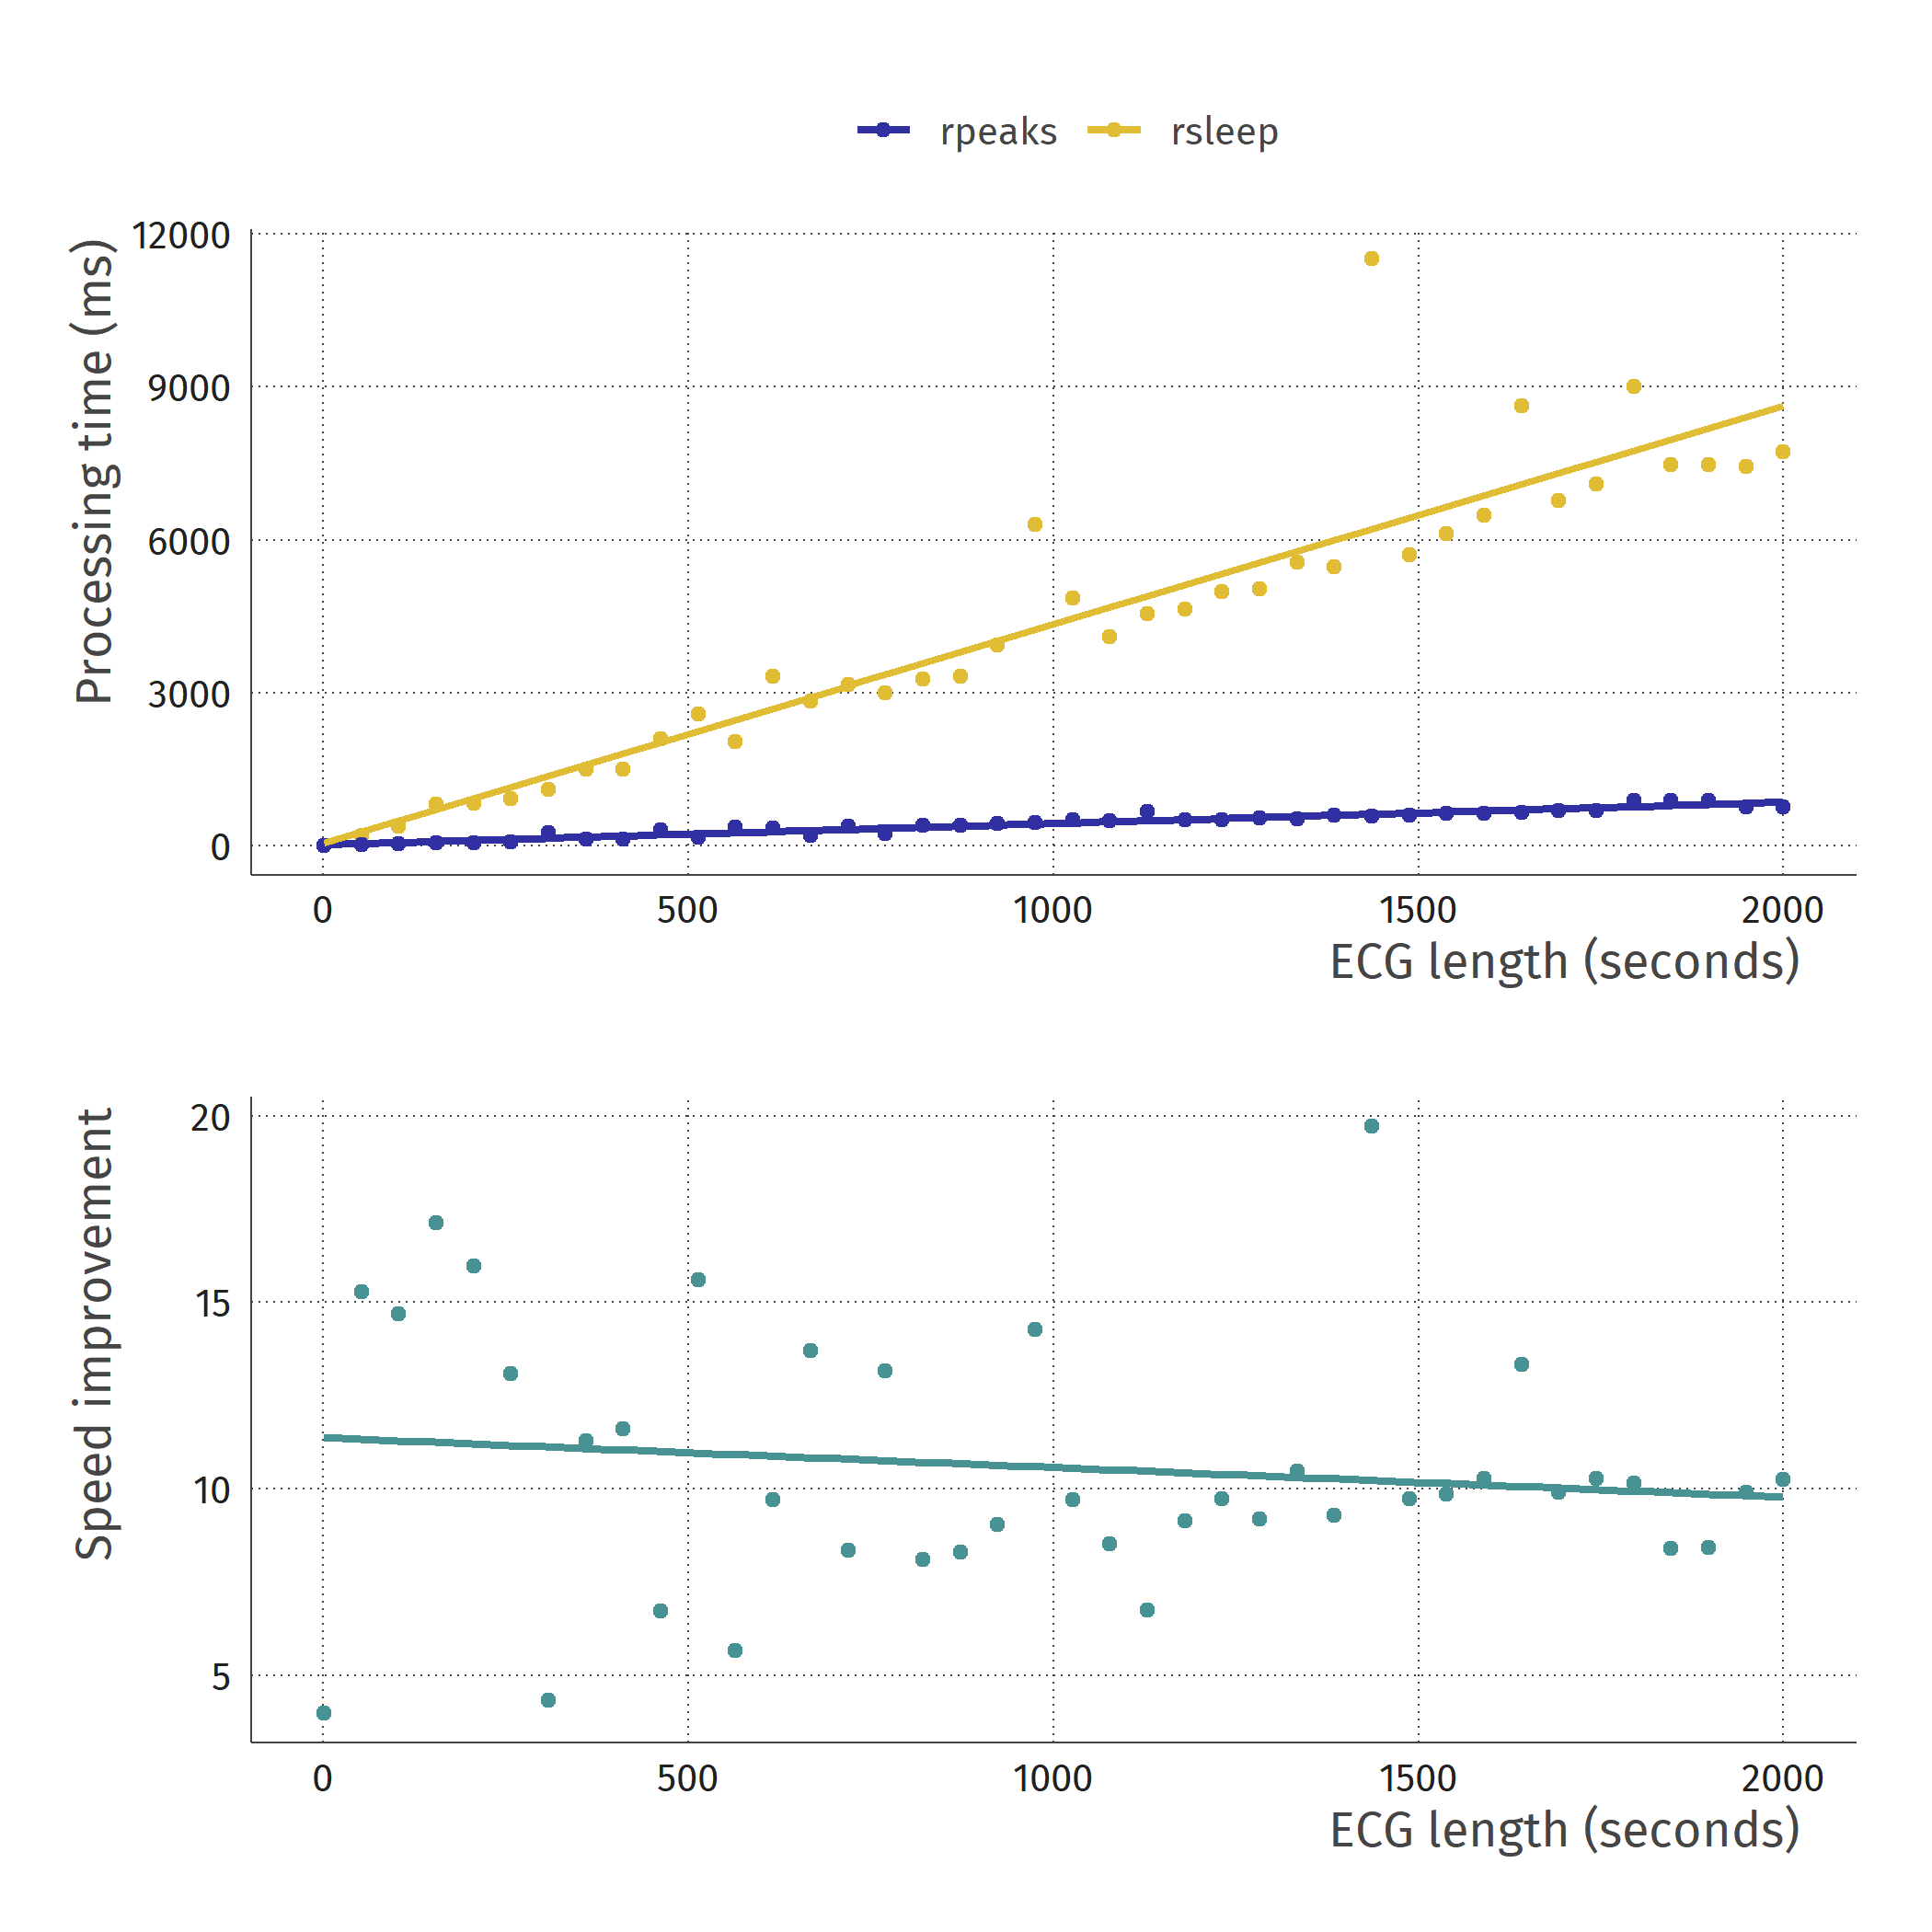 rpeaks rsleep
Processing time (ms)
12000
9000
6000
3000
0
0 500 1000 1500 2000
ECG length (seconds)
Speed improvement
20
15
10
5
0 500 1000 1500 2000
ECG length (seconds)